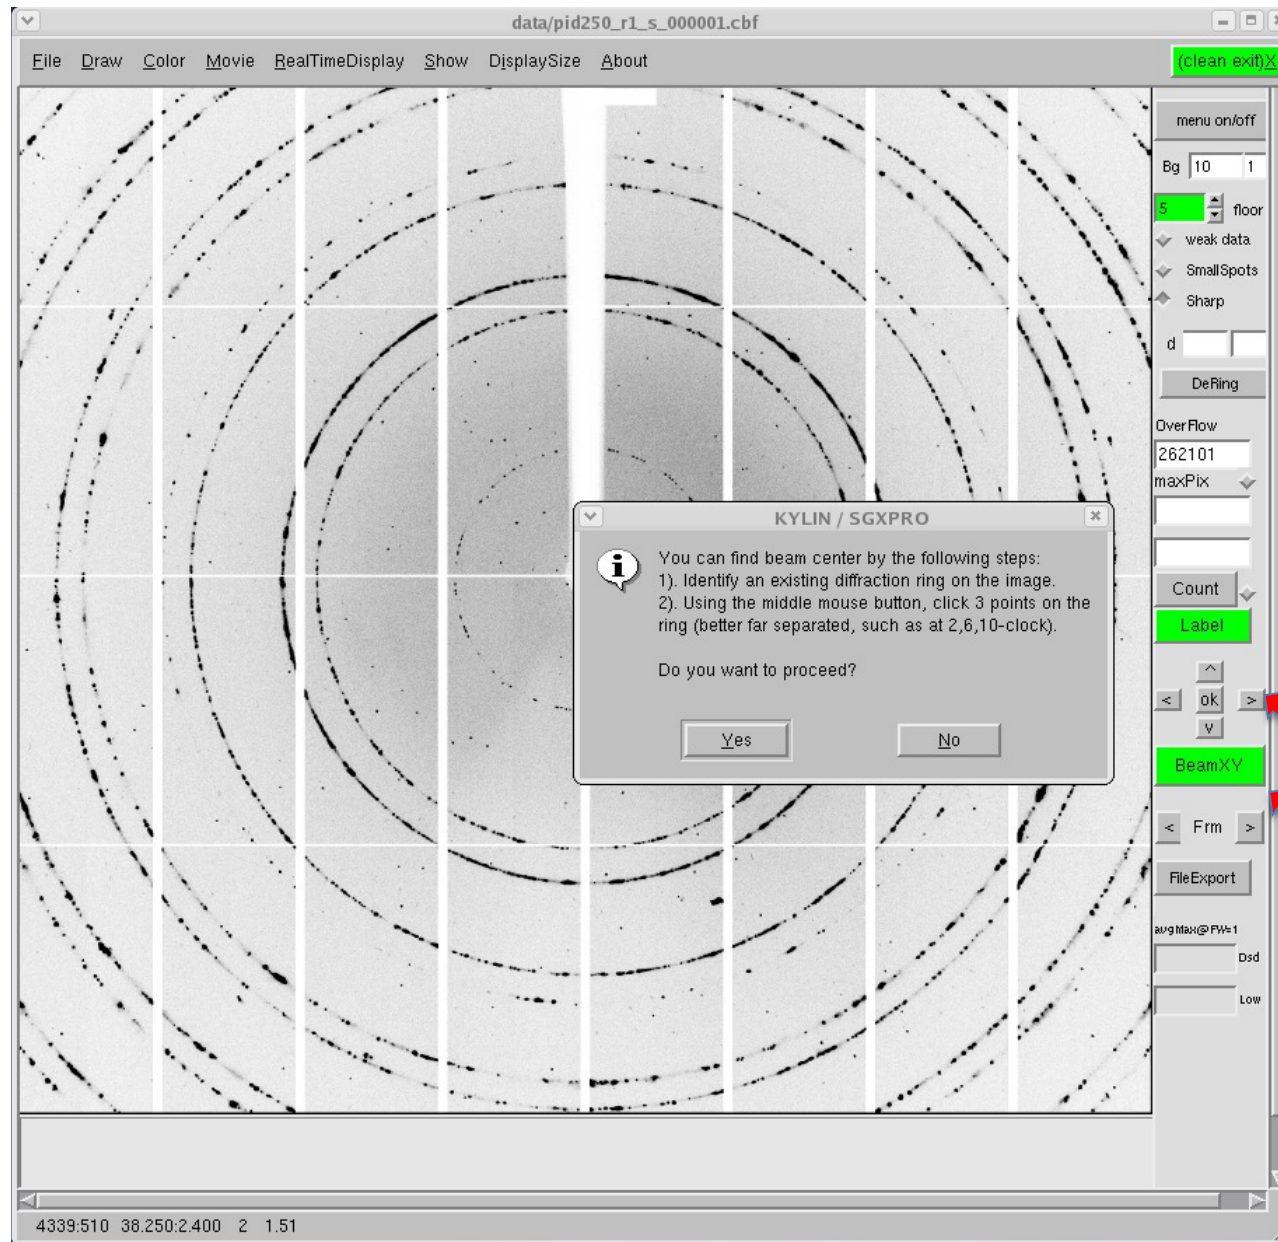 data/pid250_r1_s_000001.cbf
File Draw Color Movie RealTimeDisplay Show DisplaySize About (clean exit)X
menu on/off
Bg 10 1
5 floor
weak data
SmallSpots
Sharp
d
DeRing
OverFlow
262101
maxPix
KYLIN / SGXPRO
You can find beam center by the following steps:
1). Identify an existing diffraction ring on the image.
2). Using the middle mouse button, click 3 points on the
ring (better far separated, such as at 2,6,10-clock).
Do you want to proceed?
Yes No
Count
Label
^
< ok >
v
BeamXY
< Frm >
FileExport
avgMax@FW=1
Dsd
Low
4339:510 38.250:2.400 2 1.51